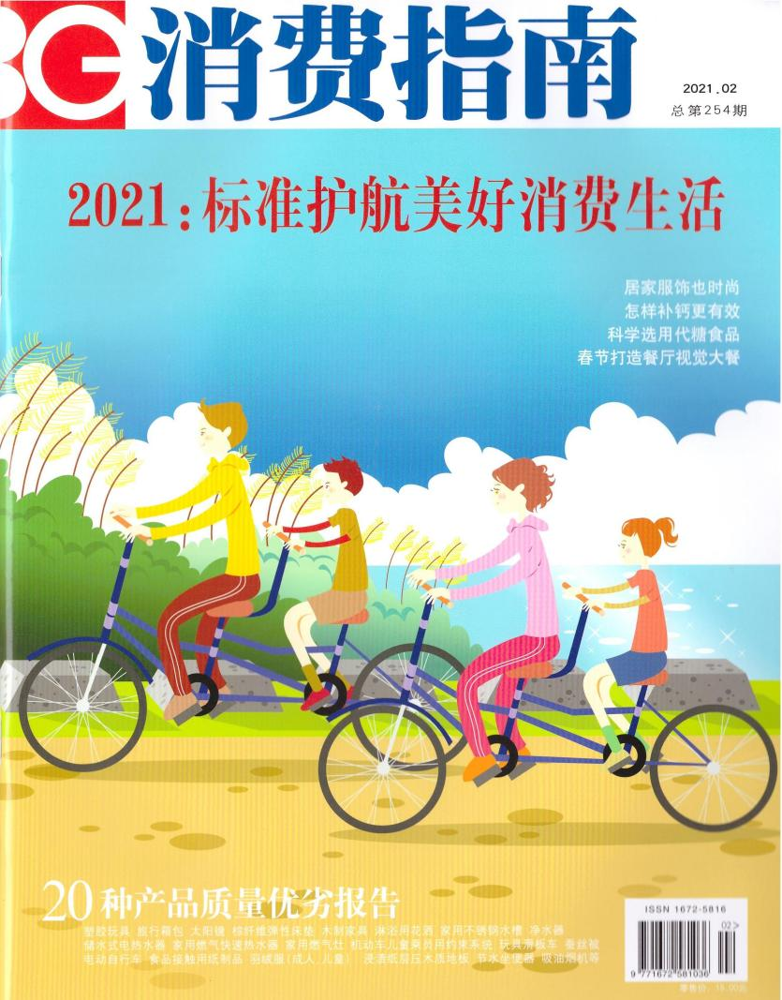 消费指南
2021.02
总第254期
2021:标准护航美好消费生活
居家服饰也时尚
怎样补钙更有效
科学选用代糖食品
春节打造餐厅视觉大餐
20种产品质量优劣报告
塑胶玩具 旅行箱包 太阳镜 棕纤维弹性床垫 木制家具 淋浴用花洒 家用不锈钢水槽 净水器
储水式电热水器 家用燃气快速热水器 家用燃气灶 机动车儿童乘员用约束系统 玩具滑板车 蚕丝被
电动自行车 食品接触用纸制品 羽绒服(成人、儿童) 浸渍纸层压木质地板 节水坐便器 吸油烟机等
ISSN 1672-5816
02>
9 771672 581036
零售价: 15.00元